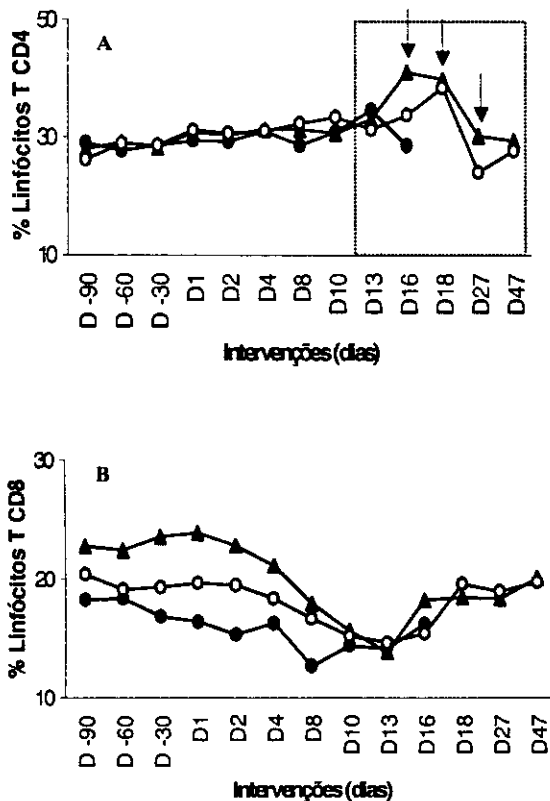 A
% Linfócitos T CD4
50
30
10
D -90
D -60
D -30
D1
D2
D4
D8
D10
D13
D16
D18
D27
D47
Intervenções (dias)
B
% Linfócitos T CD8
30
20
10
D -90
D -60
D -30
D1
D2
D4
D8
D10
D13
D16
D18
D27
D47
Intervenções (dias)